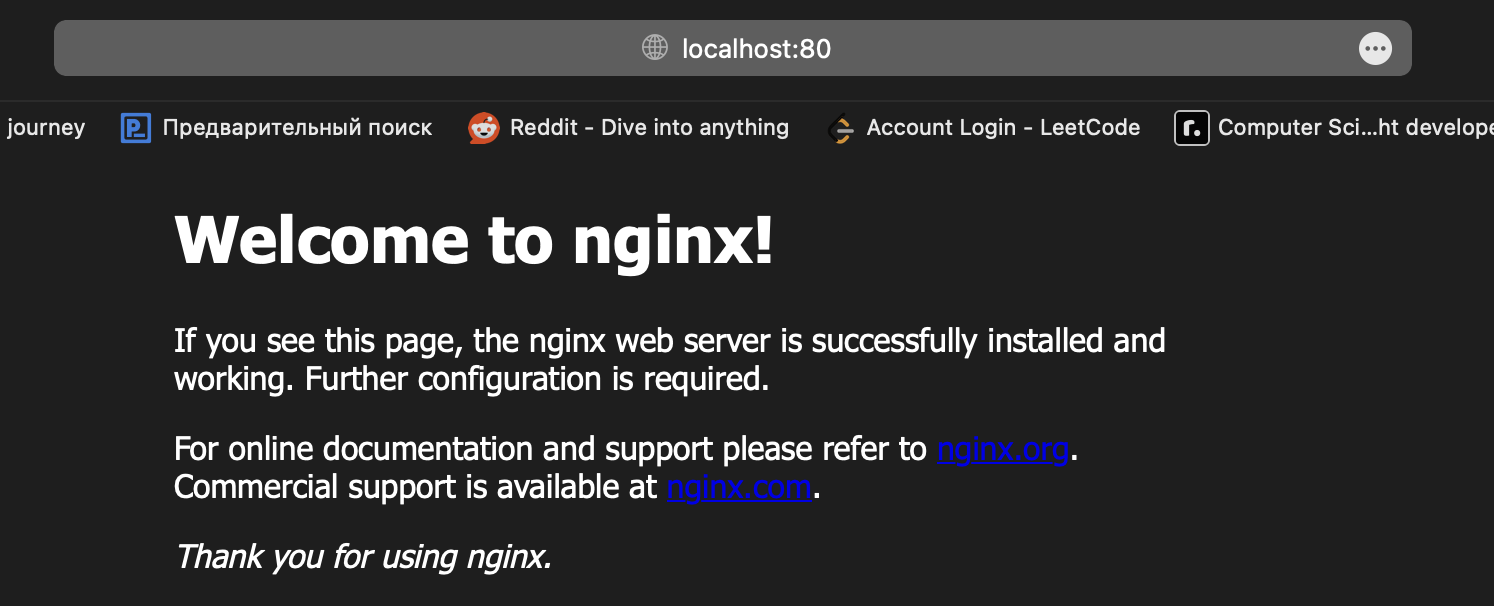 localhost:80
journey
Предварительный поиск
Reddit - Dive into anything
Account Login - LeetCode
Computer Sci...ht develope
Welcome to nginx!
If you see this page, the nginx web server is successfully installed and
working. Further configuration is required.
For online documentation and support please refer to nginx.org.
Commercial support is available at nginx.com.
Thank you for using nginx.